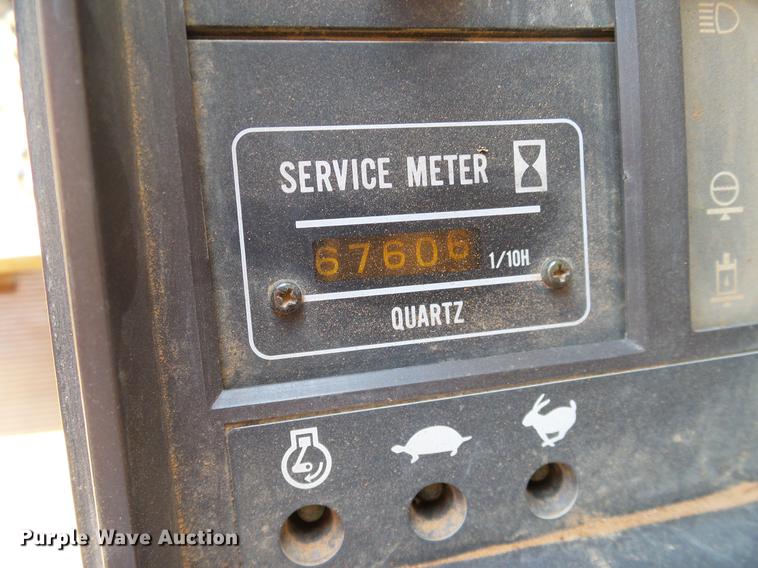 SERVICE METER
67606 1/10H
QUARTZ
Purple Wave Auction